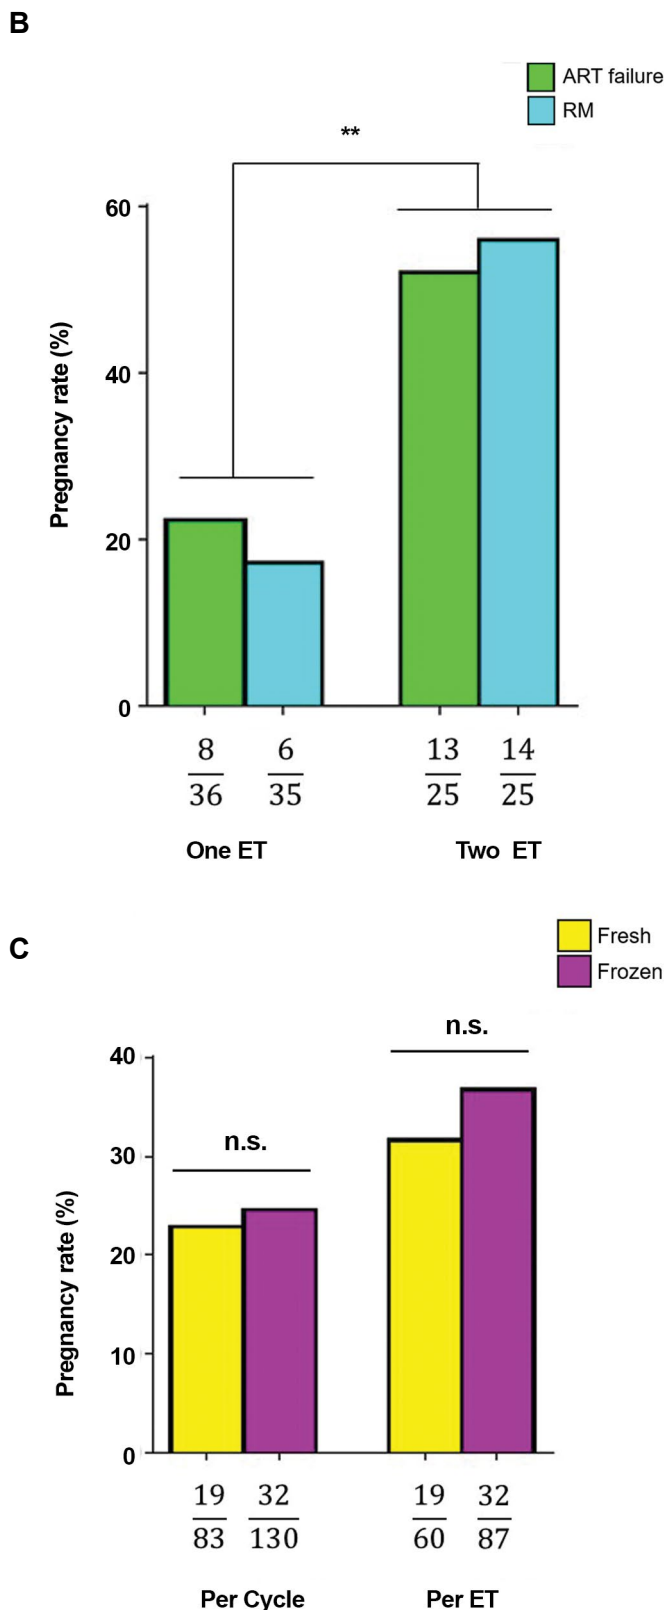 B
ART failure
RM
**
Pregnancy rate (%)
60
40
20
0
8 6 13 14
36 35 25 25
One ET Two ET
C
Fresh
Frozen
n.s.
n.s.
Pregnancy rate (%)
40
30
20
10
0
19 32 19 32
83 130 60 87
Per Cycle Per ET